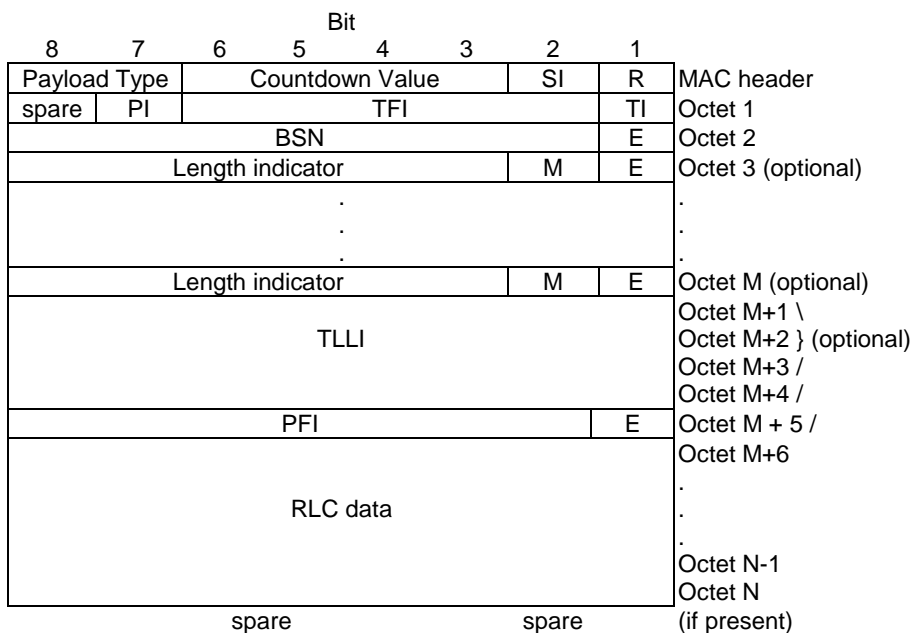 Bit
8 7 6 5 4 3 2 1
Payload Type Countdown Value SI R MAC header
spare PI TFI TI Octet 1
BSN E Octet 2
Length indicator M E Octet 3 (optional)
. .
. .
. .
Length indicator M E Octet M (optional)
Octet M+1 \
TLLI Octet M+2 } (optional)
Octet M+3 /
Octet M+4 /
PFI E Octet M + 5 /
Octet M+6
.
RLC data .
.
Octet N-1
Octet N
spare spare (if present)